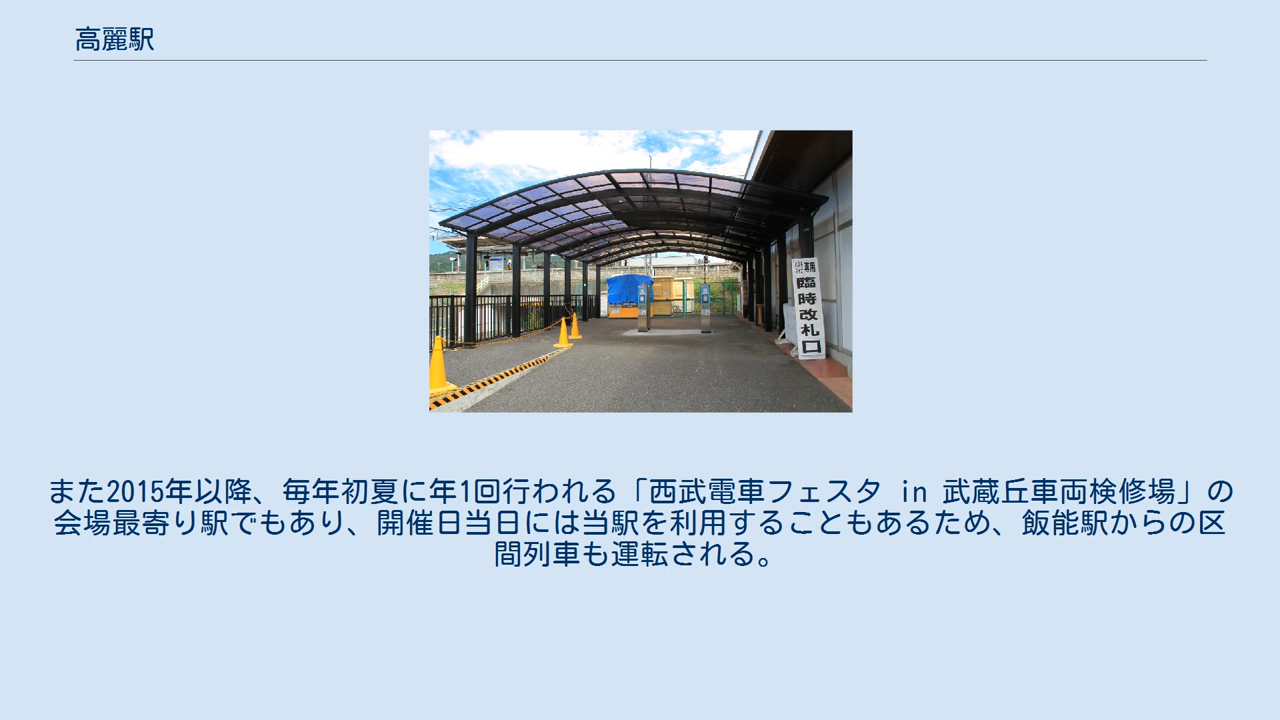 高麗駅
専用
臨時改札口
また2015年以降、毎年初夏に年1回行われる「西武電車フェスタ in 武蔵丘車両検修場」の
会場最寄り駅でもあり、開催日当日には当駅を利用することもあるため、飯能駅からの区
間列車も運転される。